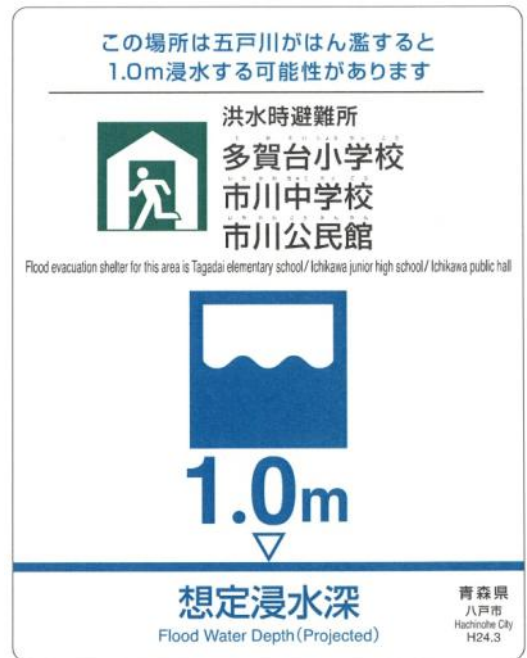 この場所は五戸川がはん濫すると
1.0m浸水する可能性があります
洪水時避難所
多賀台小学校
市川中学校
市川公民館
Flood evacuation shelter for this area is Tagadai elementary school/ Ichikawa junior high school/ Ichikawa public hall
1.0m
想定浸水深
Flood Water Depth(Projected)
青森県
八戸市
Hachinohe City
H24.3